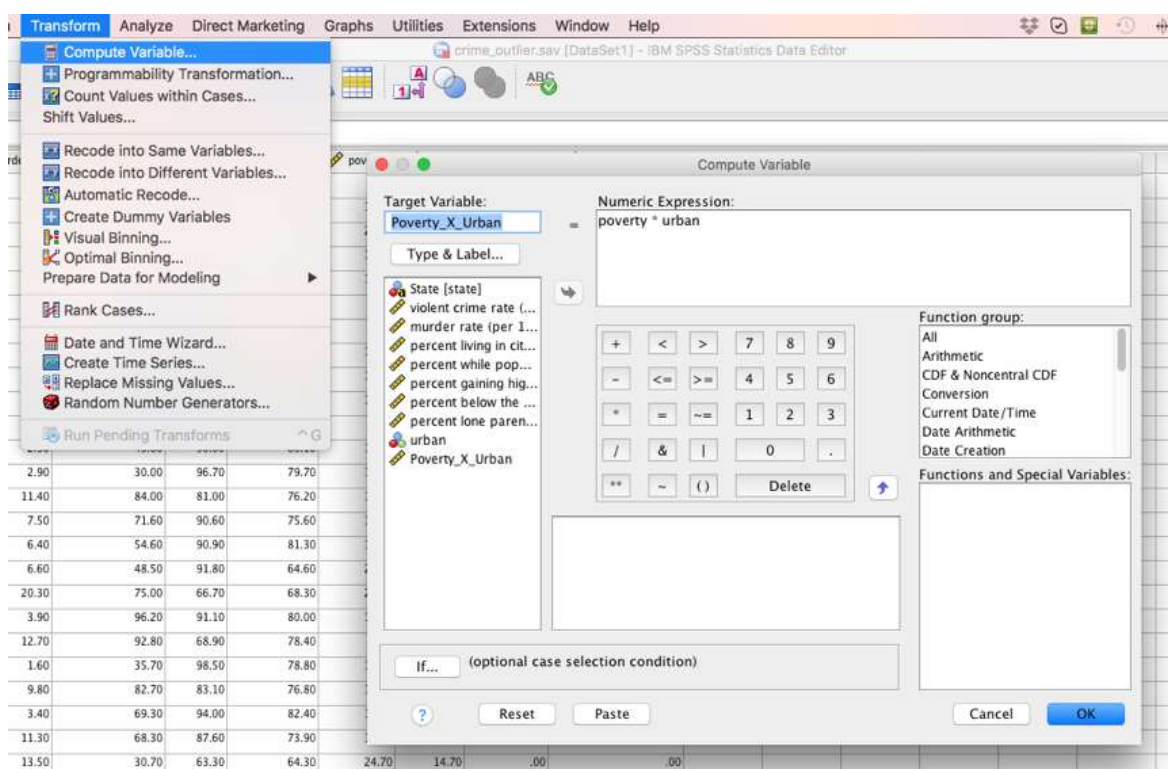 Transform Analyze Direct Marketing Graphs Utilities Extensions Window Help
crime_outlier.sav [DataSet1] - IBM SPSS Statistics Data Editor
Compute Variable...
Programmability Transformation...
Count Values within Cases...
Shift Values...
Recode into Same Variables...
Recode into Different Variables...
Automatic Recode...
Create Dummy Variables
Visual Binning...
Optimal Binning...
Prepare Data for Modeling
Rank Cases...
Date and Time Wizard...
Create Time Series...
Replace Missing Values...
Random Number Generators...
Run Pending Transforms ^G
A
1
ABC
pov
Compute Variable
Target Variable:
Poverty_X_Urban
=
Numeric Expression:
poverty * urban
Type & Label...
State [state]
violent crime rate (...
murder rate (per 1...
percent living in cit...
percent while pop...
percent gaining hig...
percent below the ...
percent lone paren...
urban
Poverty_X_Urban
+ < > 7 8 9
- <= >= 4 5 6
* = ~= 1 2 3
/ & | 0 .
** ~ () Delete
Function group:
All
Arithmetic
CDF & Noncentral CDF
Conversion
Current Date/Time
Date Arithmetic
Date Creation
Functions and Special Variables:
If... (optional case selection condition)
? Reset Paste Cancel OK
2.90 30.00 96.70 79.70
11.40 84.00 81.00 76.20
7.50 71.60 90.60 75.60
6.40 54.60 90.90 81.30
6.60 48.50 91.80 64.60
20.30 75.00 66.70 68.30
3.90 96.20 91.10 80.00
12.70 92.80 68.90 78.40
1.60 35.70 98.50 78.80
9.80 82.70 83.10 76.80
3.40 69.30 94.00 82.40
11.30 68.30 87.60 73.90
13.50 30.70 63.30 64.30 24.70 14.70 .00 .00